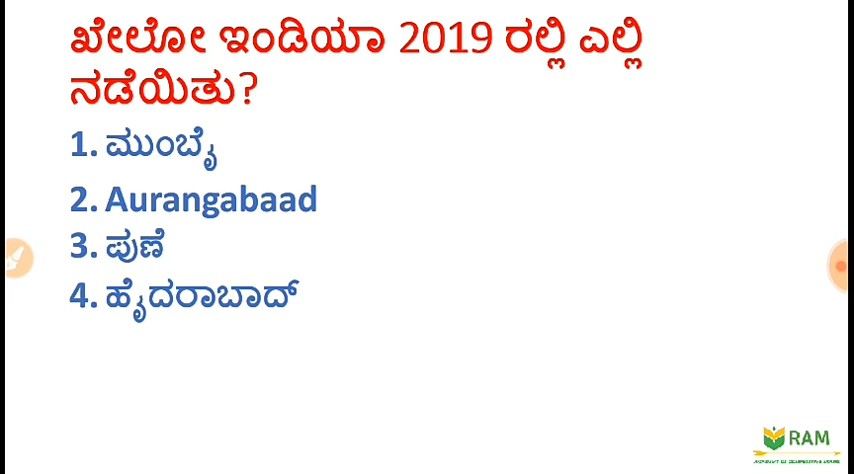 ಖೇಲೋ ಇಂಡಿಯಾ 2019 ರಲ್ಲಿ ಎಲ್ಲಿ
ನಡೆಯಿತು?
1. ಮುಂಬೈ
2. Aurangabaad
3. ಪುಣೆ
4. ಹೈದರಾಬಾದ್
RAM